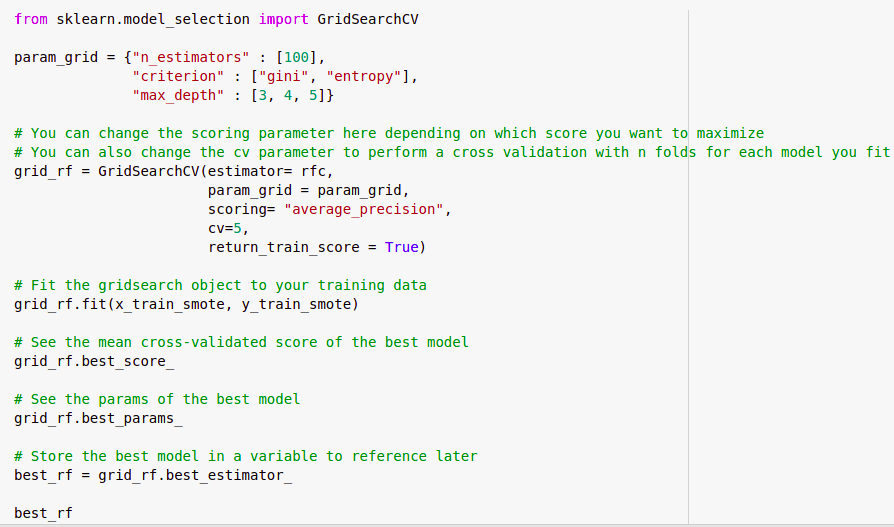 from sklearn.model_selection import GridSearchCV

param_grid = {"n_estimators" : [100],
              "criterion" : ["gini", "entropy"],
              "max_depth" : [3, 4, 5]}

# You can change the scoring parameter here depending on which score you want to maximize
# You can also change the cv parameter to perform a cross validation with n folds for each model you fit
grid_rf = GridSearchCV(estimator= rfc,
                       param_grid = param_grid,
                       scoring= "average_precision",
                       cv=5,
                       return_train_score = True)

# Fit the gridsearch object to your training data
grid_rf.fit(x_train_smote, y_train_smote)

# See the mean cross-validated score of the best model
grid_rf.best_score_

# See the params of the best model
grid_rf.best_params_

# Store the best model in a variable to reference later
best_rf = grid_rf.best_estimator_

best_rf